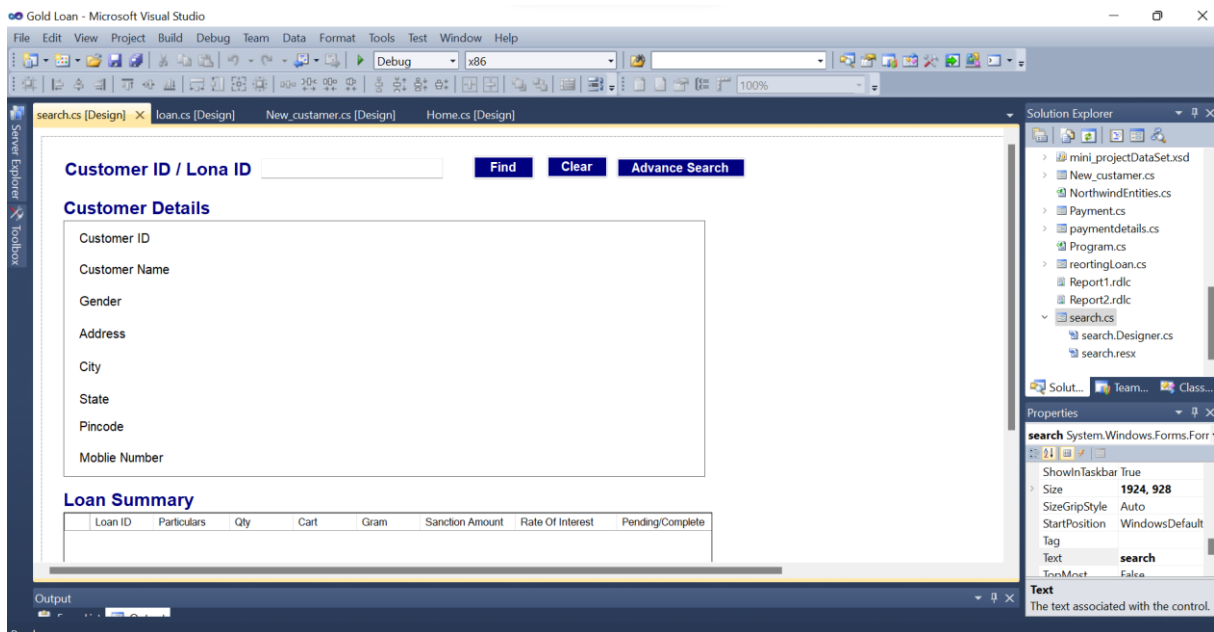 Gold Loan - Microsoft Visual Studio
File Edit View Project Build Debug Team Data Format Tools Test Window Help
Debug x86
100%
search.cs [Design] loan.cs [Design] New_custamer.cs [Design] Home.cs [Design]
Server Explorer
Toolbox
Customer ID / Lona ID Find Clear Advance Search
Customer Details
Customer ID
Customer Name
Gender
Address
City
State
Pincode
Moblie Number
Loan Summary
Loan ID Particulars Qty Cart Gram Sanction Amount Rate Of Interest Pending/Complete
Output
Solution Explorer
mini_projectDataSet.xsd
New_custamer.cs
NorthwindEntities.cs
Payment.cs
paymentdetails.cs
Program.cs
reortingLoan.cs
Report1.rdlc
Report2.rdlc
search.cs
search.Designer.cs
search.resx
Solut... Team... Class...
Properties
search System.Windows.Forms.Forr
ShowInTaskbar True
Size 1924, 928
SizeGripStyle Auto
StartPosition WindowsDefault
Tag
Text search
TopMost False
Text
The text associated with the control.